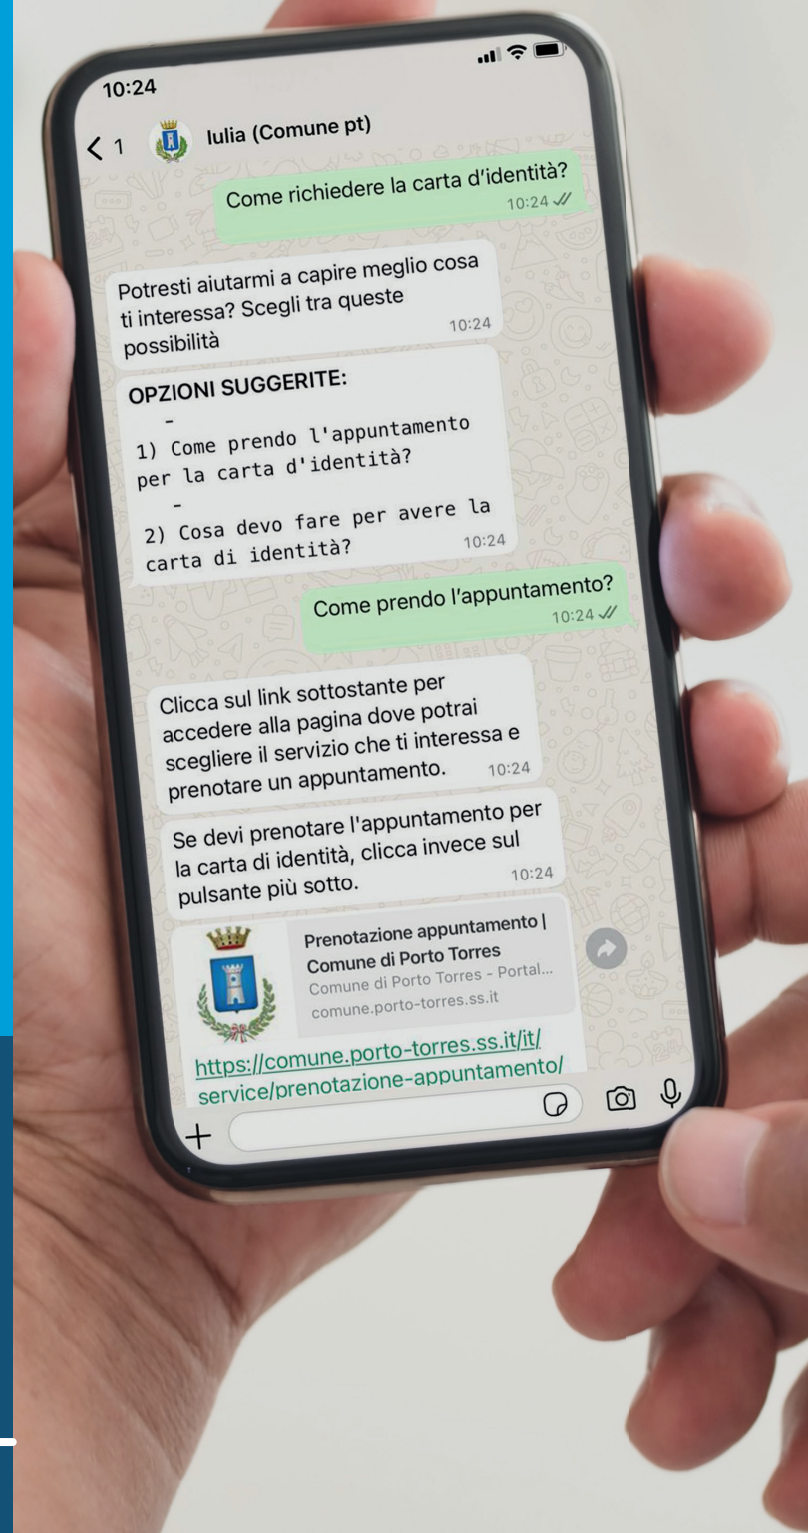 10:24
1
Iulia (Comune pt)
Come richiedere la carta d'identità?
10:24
Potresti aiutarmi a capire meglio cosa
ti interessa? Scegli tra queste
possibilità
10:24
OPZIONI SUGGERITE:
-
1) Come prendo l'appuntamento
per la carta d'identità?
-
2) Cosa devo fare per avere la
carta di identità?
10:24
Come prendo l'appuntamento?
10:24
Clicca sul link sottostante per
accedere alla pagina dove potrai
scegliere il servizio che ti interessa e
prenotare un appuntamento.
10:24
Se devi prenotare l'appuntamento per
la carta di identità, clicca invece sul
pulsante più sotto.
10:24
Prenotazione appuntamento |
Comune di Porto Torres
Comune di Porto Torres - Portal...
comune.porto-torres.ss.it
https://comune.porto-torres.ss.it/it/
service/prenotazione-appuntamento/